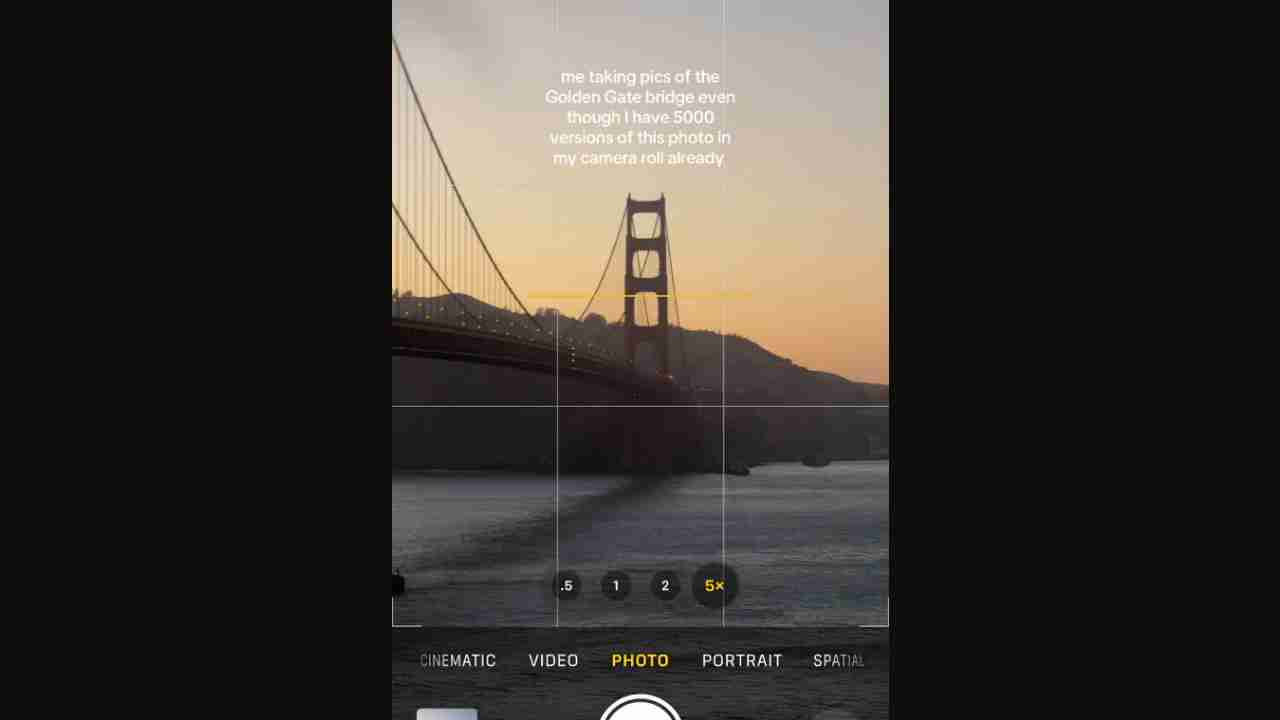 me taking pics of the
Golden Gate bridge even
though I have 5000
versions of this photo in
my camera roll already
.5 1 2 5×
CINEMATIC VIDEO PHOTO PORTRAIT SPATIAL